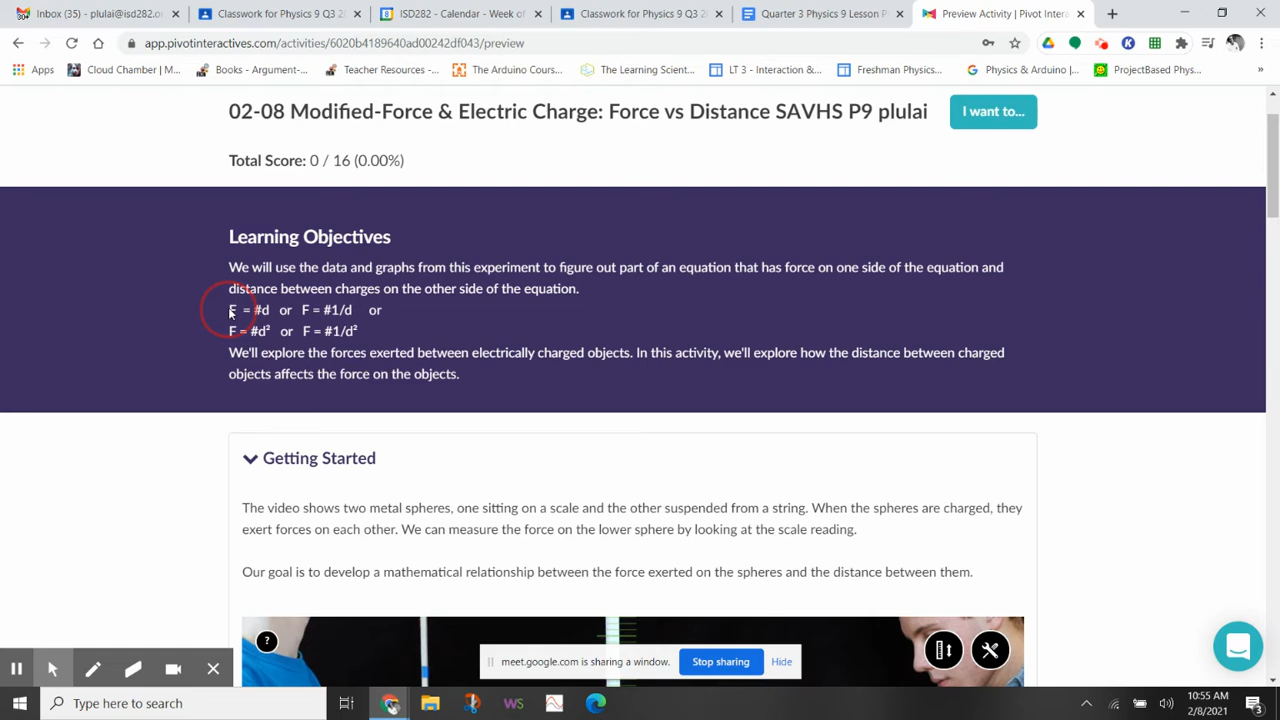 Inbox (35) - plulai@isd282.o
Classwork for Physics 9 Q3 2
ISD282 - Calendar - Week of
Classwork for Physics 9 Q3 2
Quarter 3 Physics 9 Lesson P
Preview Activity | Pivot Intera
app.pivotinteractives.com/activities/6020b4189640ad00242df043/preview
Apps
Cloud Chamber | M...
Books - Argument-...
Teacher Resources -...
The Arduino Cours...
The Learning Scient...
LT 3 - Interaction &...
Freshman Physics...
Physics & Arduino |...
ProjectBased Phys...
»
02-08 Modified-Force & Electric Charge: Force vs Distance SAVHS P9 plulai
I want to...
Total Score: 0 / 16 (0.00%)
Learning Objectives
We will use the data and graphs from this experiment to figure out part of an equation that has force on one side of the equation and
distance between charges on the other side of the equation.
F = #d or F = #1/d or
F = #d² or F = #1/d²
We'll explore the forces exerted between electrically charged objects. In this activity, we'll explore how the distance between charged
objects affects the force on the objects.
Getting Started
The video shows two metal spheres, one sitting on a scale and the other suspended from a string. When the spheres are charged, they
exert forces on each other. We can measure the force on the lower sphere by looking at the scale reading.
Our goal is to develop a mathematical relationship between the force exerted on the spheres and the distance between them.
?
meet.google.com is sharing a window.
Stop sharing
Hide
Type here to search
WS
10:55 AM
2/8/2021
3